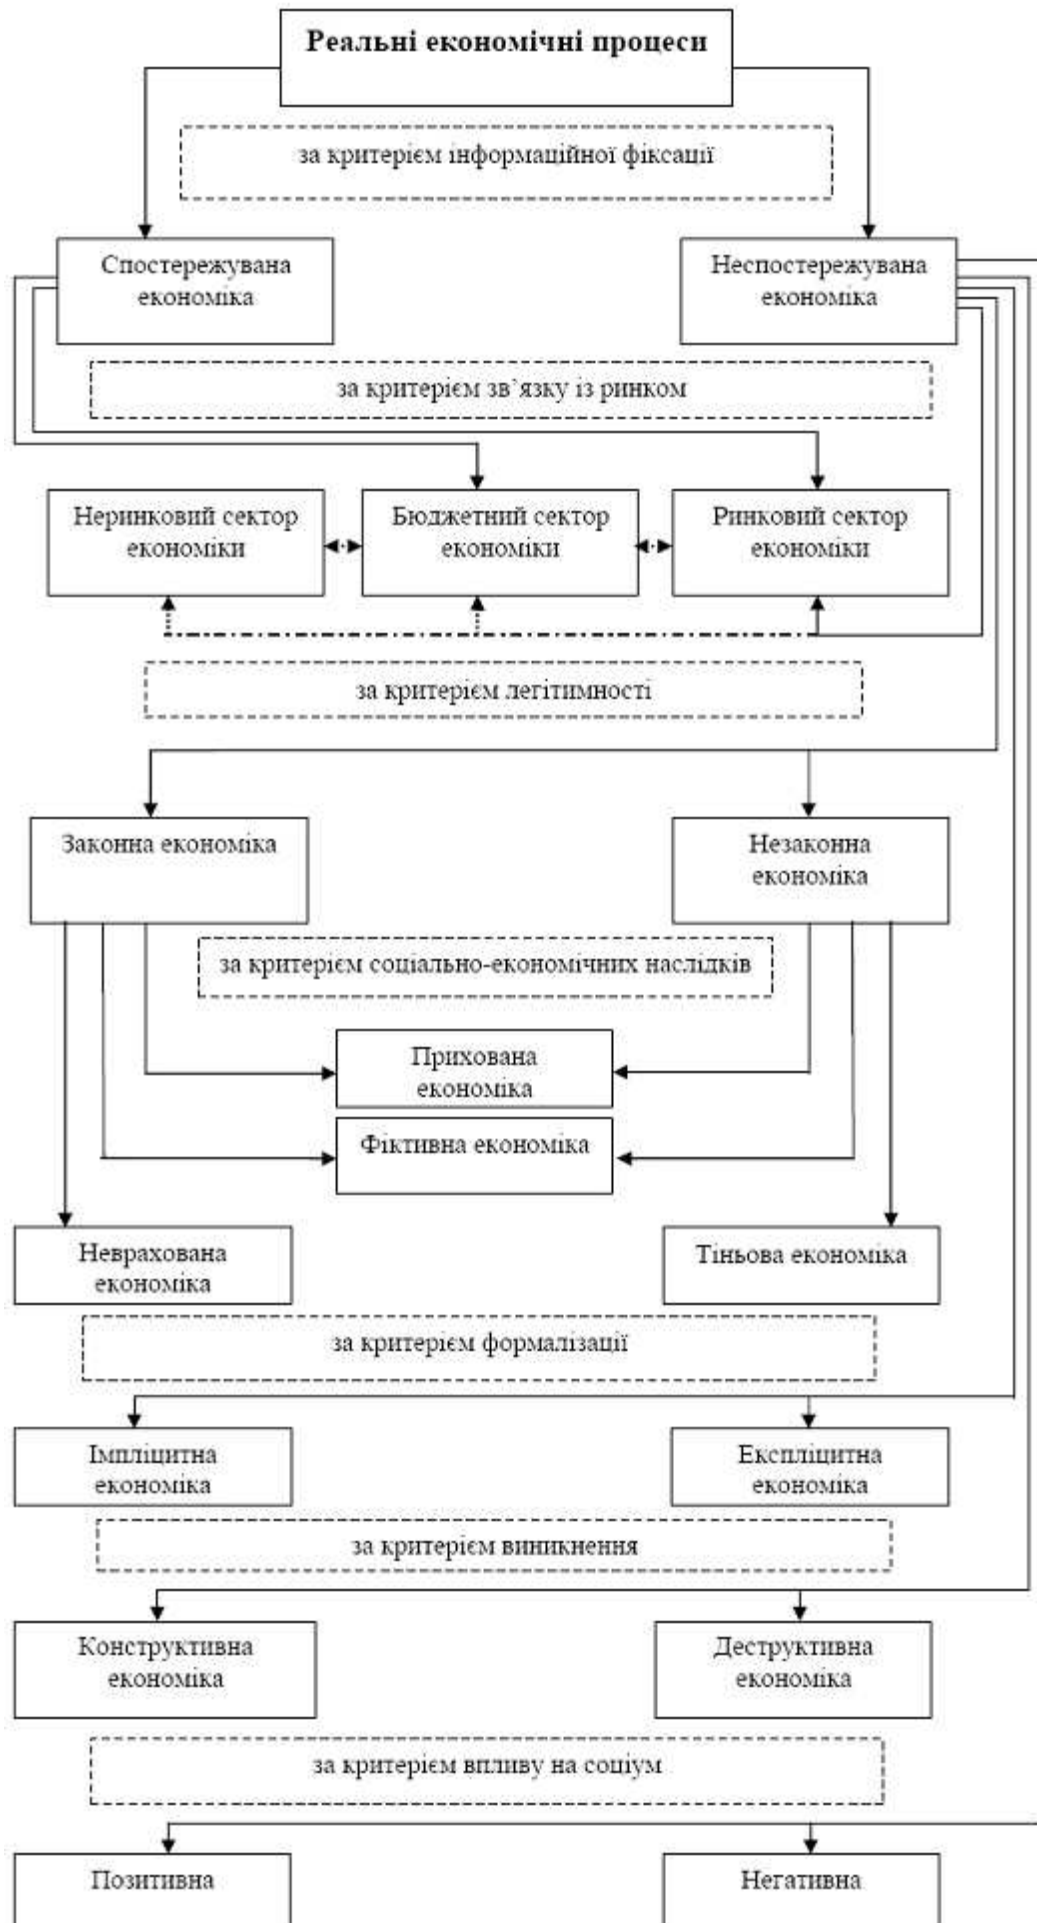 Реальні економічні процеси
за критерієм інформаційної фіксації
Спостережувана
економіка
Неспостережувана
економіка
за критерієм зв’язку із ринком
Неринковий сектор
економіки
Бюджетний сектор
економіки
Ринковий сектор
економіки
за критерієм легітимності
Законна економіка
Незаконна
економіка
за критерієм соціально-економічних наслідків
Прихована
економіка
Фіктивна економіка
Неврахована
економіка
Тіньова економіка
за критерієм формалізації
Імпліцитна
економіка
Експліцитна
економіка
за критерієм виникнення
Конструктивна
економіка
Деструктивна
економіка
за критерієм впливу на соціум
Позитивна
Негативна